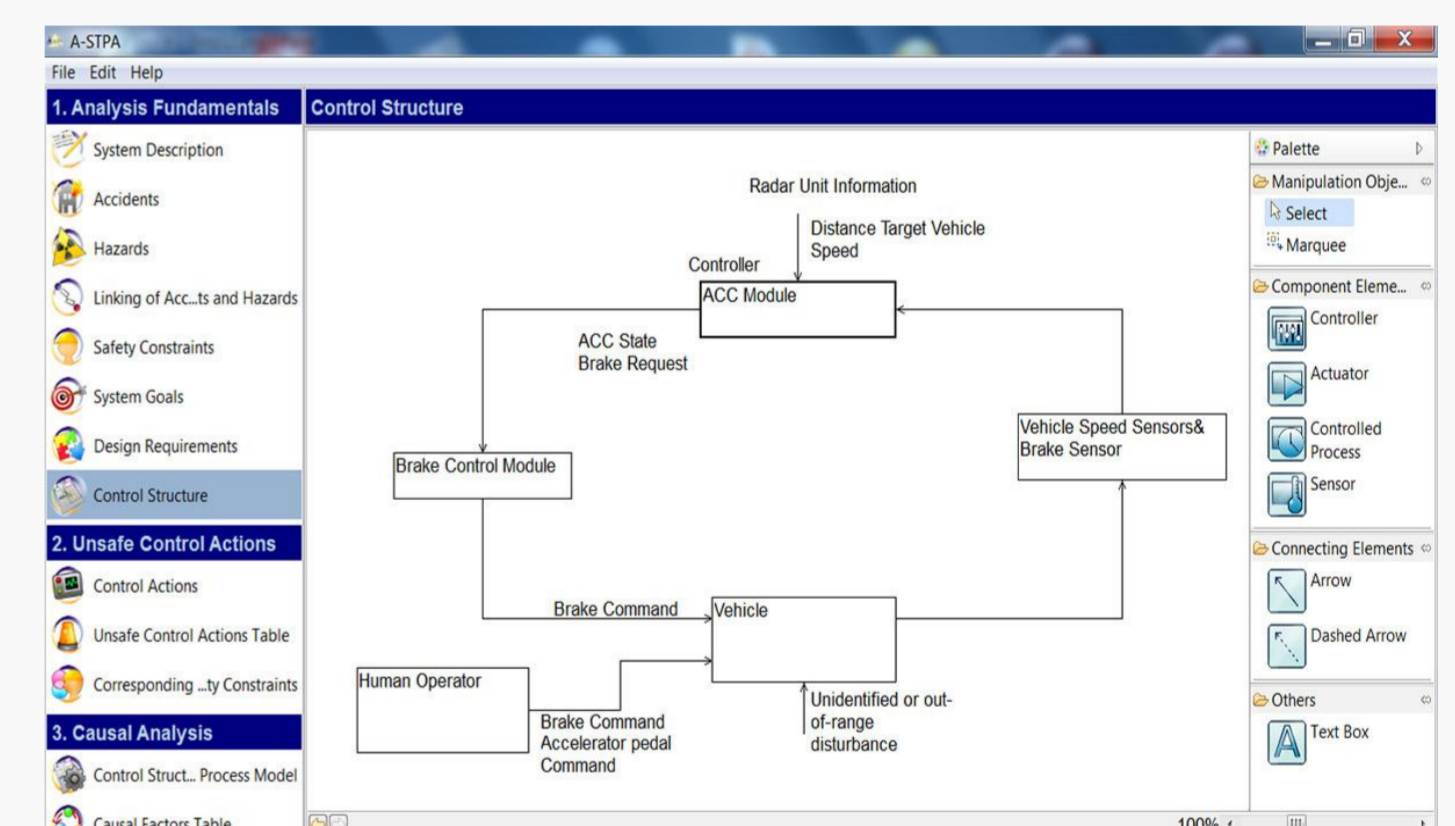 A-STPA
File Edit Help
1. Analysis Fundamentals
System Description
Accidents
Hazards
Linking of Acc...ts and Hazards
Safety Constraints
System Goals
Design Requirements
Control Structure
2. Unsafe Control Actions
Control Actions
Unsafe Control Actions Table
Corresponding ...ty Constraints
3. Causal Analysis
Control Struct... Process Model
Causal Factors Table
Control Structure
Radar Unit Information
Distance Target Vehicle
Speed
Controller
ACC Module
ACC State
Brake Request
Vehicle Speed Sensors&
Brake Sensor
Brake Control Module
Brake Command
Vehicle
Human Operator
Brake Command
Accelerator pedal
Command
Unidentified or out-
of-range
disturbance
100%
Palette
Manipulation Obje...
Select
Marquee
Component Eleme...
Controller
Actuator
Controlled
Process
Sensor
Connecting Elements
Arrow
Dashed Arrow
Others
Text Box